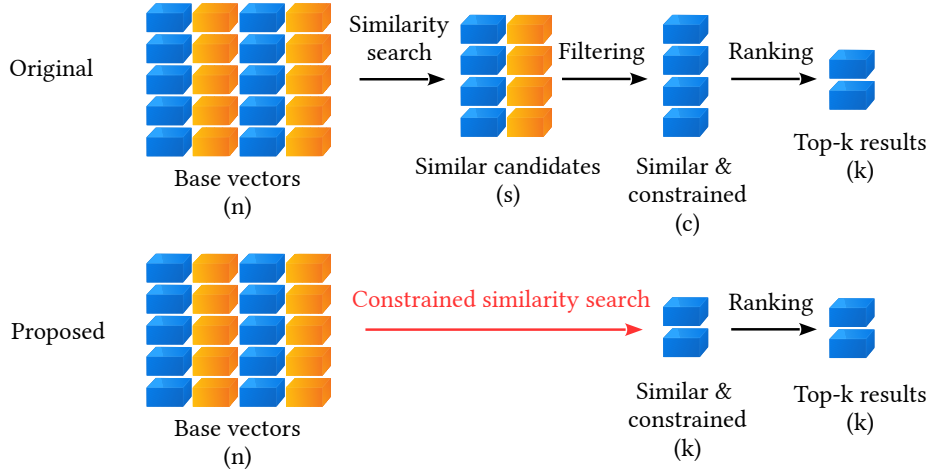 Original
Similarity
search
Filtering
Ranking
Base vectors
(n)
Similar candidates
(s)
Similar &
constrained
(c)
Top-k results
(k)
Proposed
Constrained similarity search
Ranking
Base vectors
(n)
Similar &
constrained
(k)
Top-k results
(k)